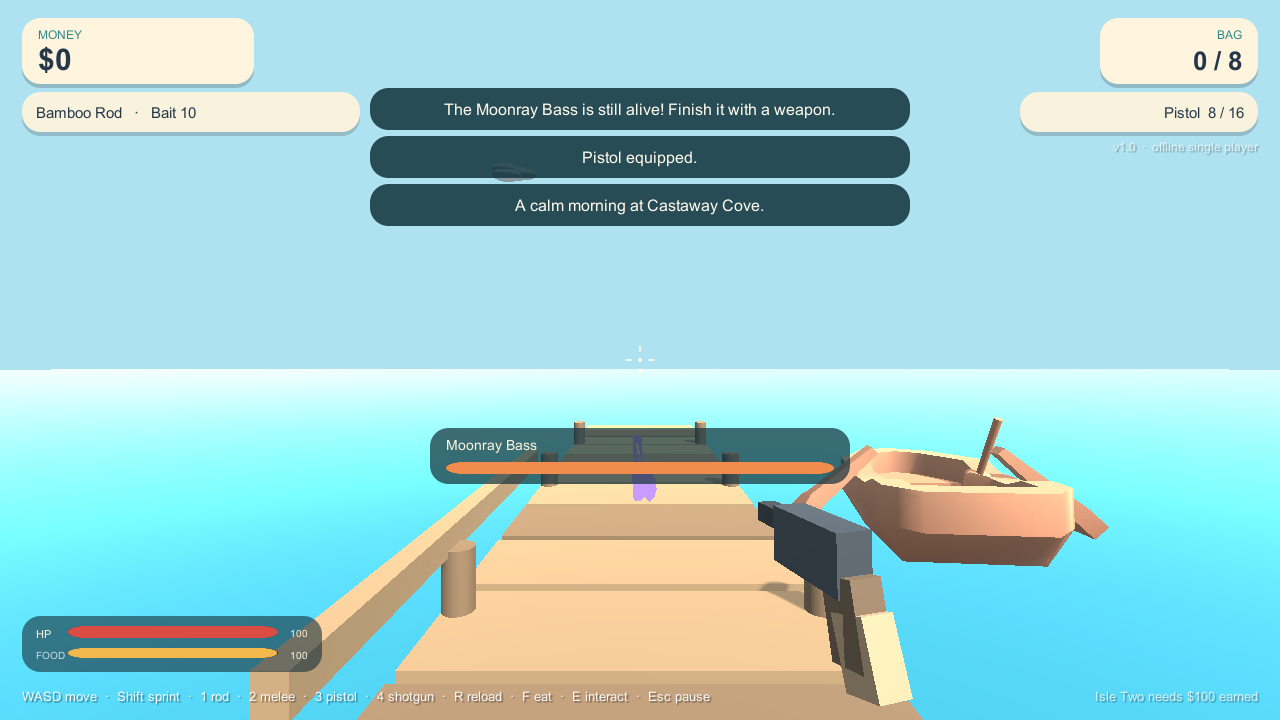 MONEY
$0
BAG
0 / 8
Bamboo Rod · Bait 10
The Moonray Bass is still alive! Finish it with a weapon.
Pistol 8 / 16
v1.0 · offline single player
Pistol equipped.
A calm morning at Castaway Cove.
Moonray Bass
HP 100
FOOD 100
WASD move · Shift sprint · 1 rod · 2 melee · 3 pistol · 4 shotgun · R reload · F eat · E interact · Esc pause
Isle Two needs $100 earned